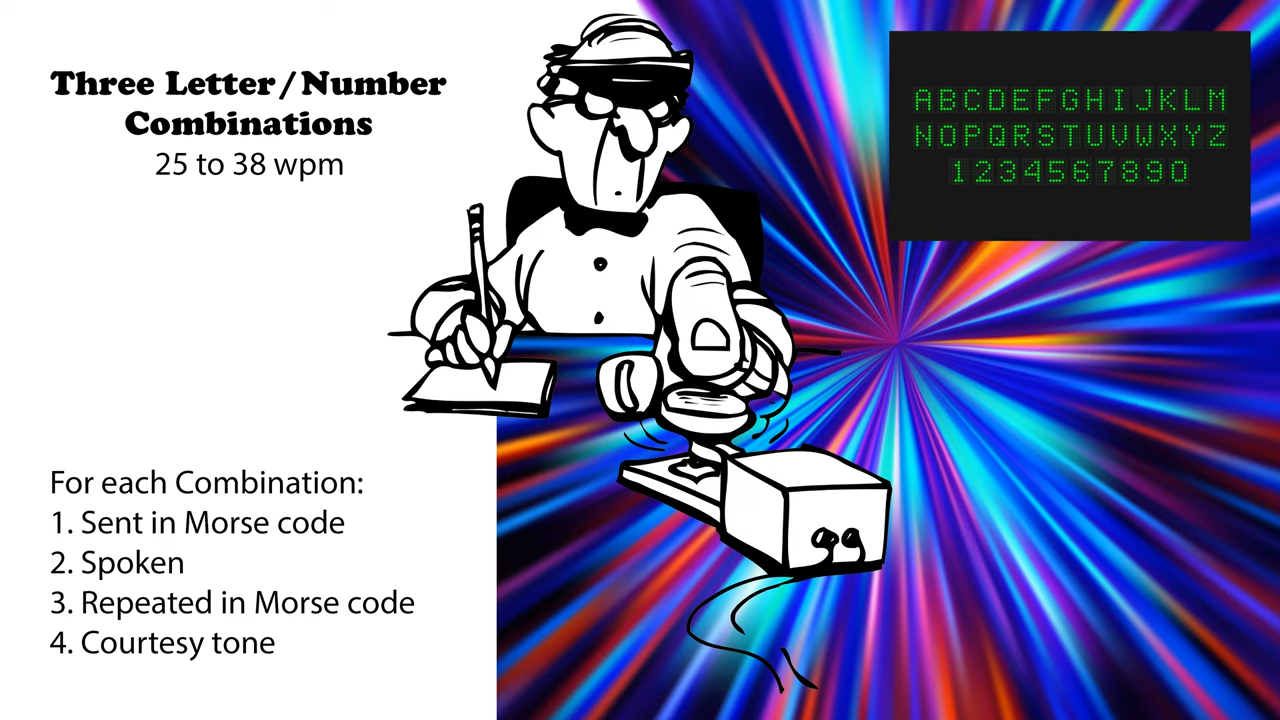 Three Letter/Number
Combinations
25 to 38 wpm
ABCDEFGHIJKLM
NOPQRSTUVWXYZ
1234567890
For each Combination:
1. Sent in Morse code
2. Spoken
3. Repeated in Morse code
4. Courtesy tone